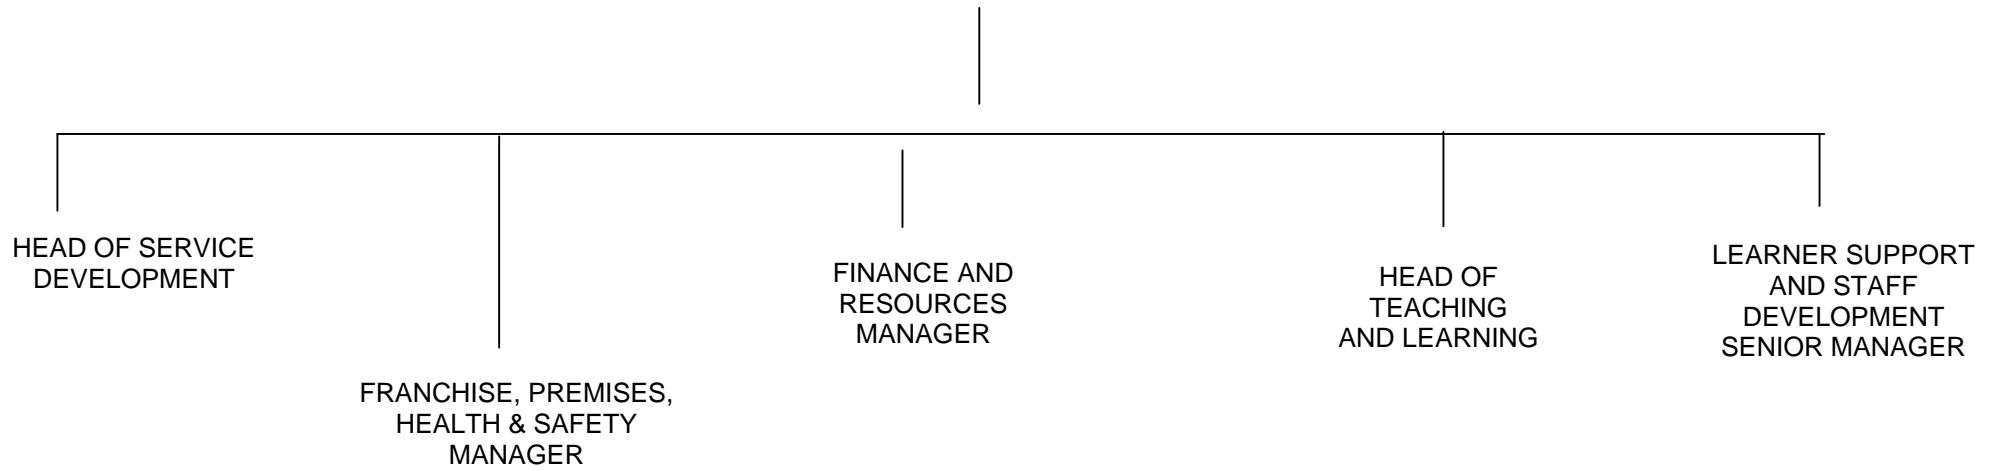 HEAD OF SERVICE
DEVELOPMENT
FRANCHISE, PREMISES,
HEALTH & SAFETY
MANAGER
FINANCE AND
RESOURCES
MANAGER
HEAD OF
TEACHING
AND LEARNING
LEARNER SUPPORT
AND STAFF
DEVELOPMENT
SENIOR MANAGER